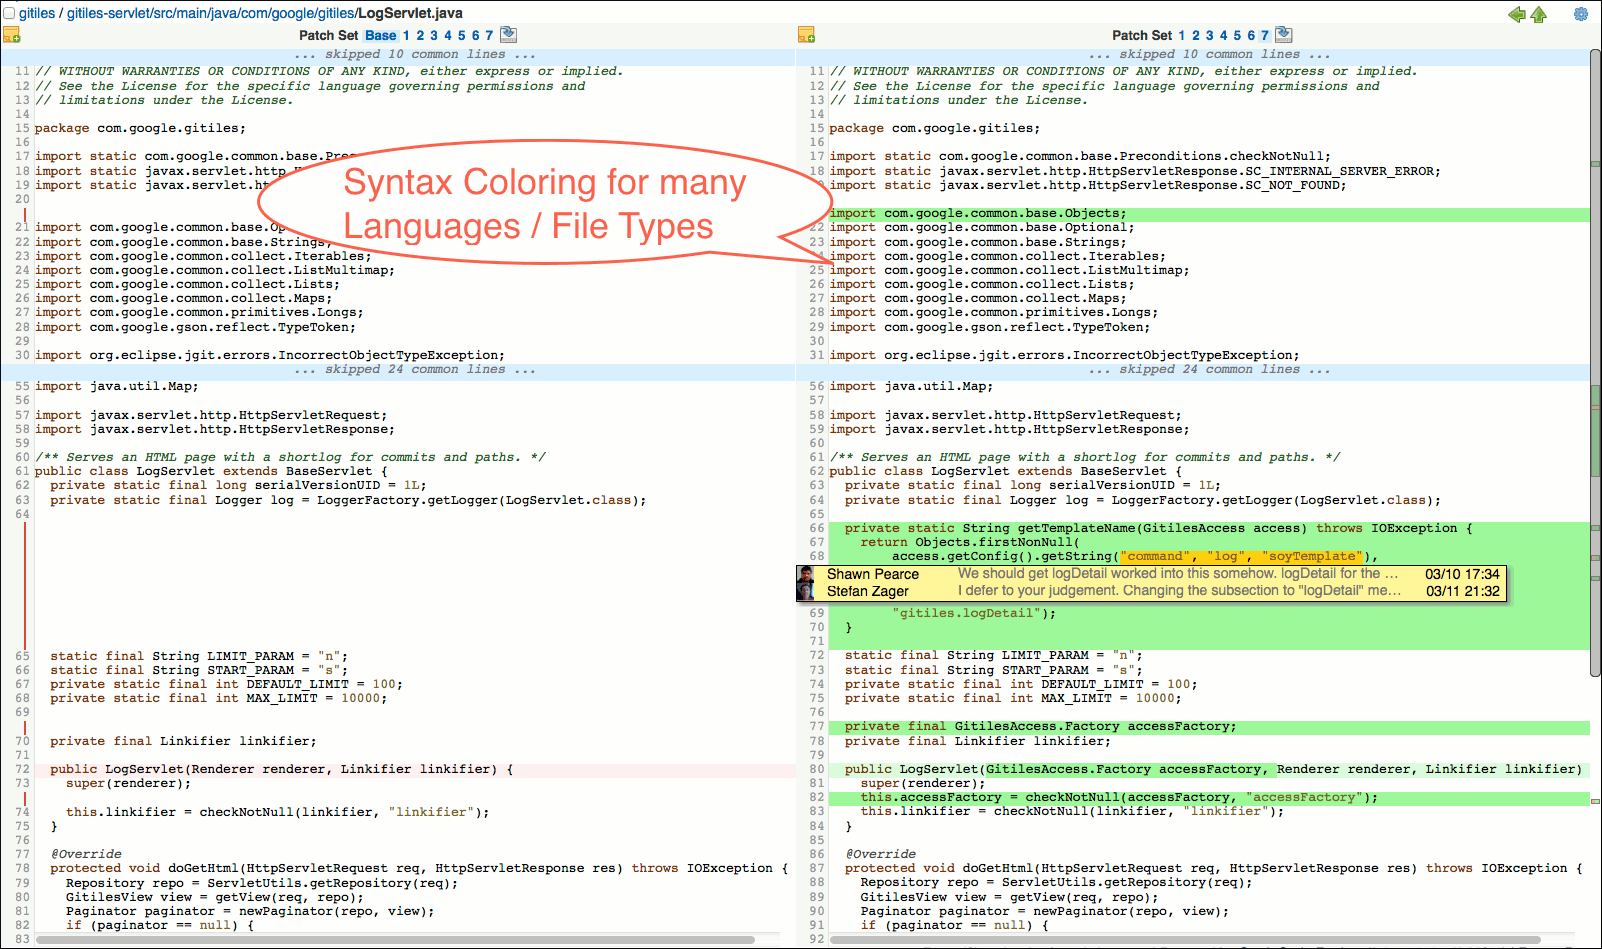 gitiles / gitiles-servlet/src/main/java/com/google/gitiles/LogServlet.java
Patch Set Base 1 2 3 4 5 6 7
... skipped 10 common lines ...
11 // WITHOUT WARRANTIES OR CONDITIONS OF ANY KIND, either express or implied.
12 // See the License for the specific language governing permissions and
13 // limitations under the License.
14
15 package com.google.gitiles;
16
17 import static com.google.common.base.Pre
18 import static javax.servlet.http.
19 import static javax.servlet.ht
20
21 import com.google.common.base.Op
22 import com.google.common.base.Strings;
23 import com.google.common.collect.Iterables;
24 import com.google.common.collect.ListMultimap;
25 import com.google.common.collect.Lists;
26 import com.google.common.collect.Maps;
27 import com.google.common.primitives.Longs;
28 import com.google.gson.reflect.TypeToken;
29
30 import org.eclipse.jgit.errors.IncorrectObjectTypeException;
... skipped 24 common lines ...
55 import java.util.Map;
56
57 import javax.servlet.http.HttpServletRequest;
58 import javax.servlet.http.HttpServletResponse;
59
60 /** Serves an HTML page with a shortlog for commits and paths. */
61 public class LogServlet extends BaseServlet {
62 private static final long serialVersionUID = 1L;
63 private static final Logger log = LoggerFactory.getLogger(LogServlet.class);
64
65 static final String LIMIT_PARAM = "n";
66 static final String START_PARAM = "s";
67 private static final int DEFAULT_LIMIT = 100;
68 private static final int MAX_LIMIT = 10000;
69
70 private final Linkifier linkifier;
71
72 public LogServlet(Renderer renderer, Linkifier linkifier) {
73 super(renderer);
74 this.linkifier = checkNotNull(linkifier, "linkifier");
75 }
76
77 @Override
78 protected void doGetHtml(HttpServletRequest req, HttpServletResponse res) throws IOException {
79 Repository repo = ServletUtils.getRepository(req);
80 GitilesView view = getView(req, repo);
81 Paginator paginator = newPaginator(repo, view);
82 if (paginator == null) {
83
Syntax Coloring for many
Languages / File Types
Patch Set 1 2 3 4 5 6 7
... skipped 10 common lines ...
11 // WITHOUT WARRANTIES OR CONDITIONS OF ANY KIND, either express or implied.
12 // See the License for the specific language governing permissions and
13 // limitations under the License.
14
15 package com.google.gitiles;
16
17 import static com.google.common.base.Preconditions.checkNotNull;
18 import static javax.servlet.http.HttpServletResponse.SC_INTERNAL_SERVER_ERROR;
import static javax.servlet.http.HttpServletResponse.SC_NOT_FOUND;
import com.google.common.base.Objects;
22 import com.google.common.base.Optional;
23 import com.google.common.base.Strings;
24 import com.google.common.collect.Iterables;
25 import com.google.common.collect.ListMultimap;
26 import com.google.common.collect.Lists;
27 import com.google.common.collect.Maps;
28 import com.google.common.primitives.Longs;
29 import com.google.gson.reflect.TypeToken;
30
31 import org.eclipse.jgit.errors.IncorrectObjectTypeException;
... skipped 24 common lines ...
56 import java.util.Map;
57
58 import javax.servlet.http.HttpServletRequest;
59 import javax.servlet.http.HttpServletResponse;
60
61 /** Serves an HTML page with a shortlog for commits and paths. */
62 public class LogServlet extends BaseServlet {
63 private static final long serialVersionUID = 1L;
64 private static final Logger log = LoggerFactory.getLogger(LogServlet.class);
65
66 private static String getTemplateName(GitilesAccess access) throws IOException {
67 return Objects.firstNonNull(
68 access.getConfig().getString("command", "log", "soyTemplate"),
Shawn Pearce We should get logDetail worked into this somehow. logDetail for the ... 03/10 17:34
Stefan Zager I defer to your judgement. Changing the subsection to "logDetail" me... 03/11 21:32
69 "gitiles.logDetail");
70 }
71
72 static final String LIMIT_PARAM = "n";
73 static final String START_PARAM = "s";
74 private static final int DEFAULT_LIMIT = 100;
75 private static final int MAX_LIMIT = 10000;
76
77 private final GitilesAccess.Factory accessFactory;
78 private final Linkifier linkifier;
79
80 public LogServlet(GitilesAccess.Factory accessFactory, Renderer renderer, Linkifier linkifier)
81 super(renderer);
82 this.accessFactory = checkNotNull(accessFactory, "accessFactory");
83 this.linkifier = checkNotNull(linkifier, "linkifier");
84 }
85
86 @Override
87 protected void doGetHtml(HttpServletRequest req, HttpServletResponse res) throws IOException {
88 Repository repo = ServletUtils.getRepository(req);
89 GitilesView view = getView(req, repo);
90 Paginator paginator = newPaginator(repo, view);
91 if (paginator == null) {
92